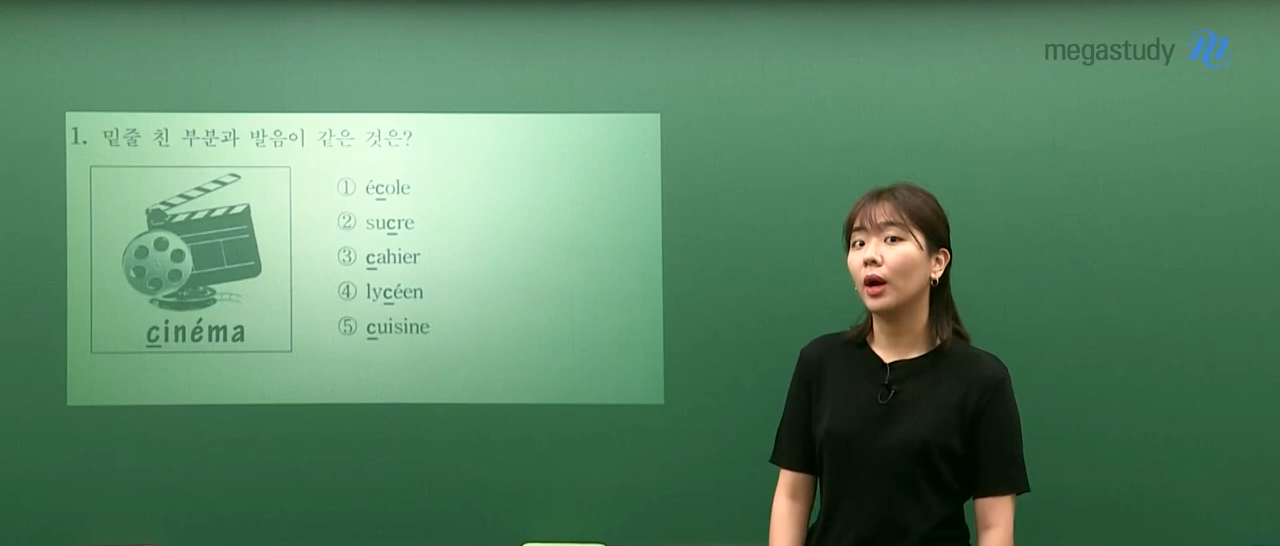 megastudy
1. 밑줄 친 부분과 발음이 같은 것은?
cinéma
① école
② sucre
③ cahier
④ lycéen
⑤ cuisine